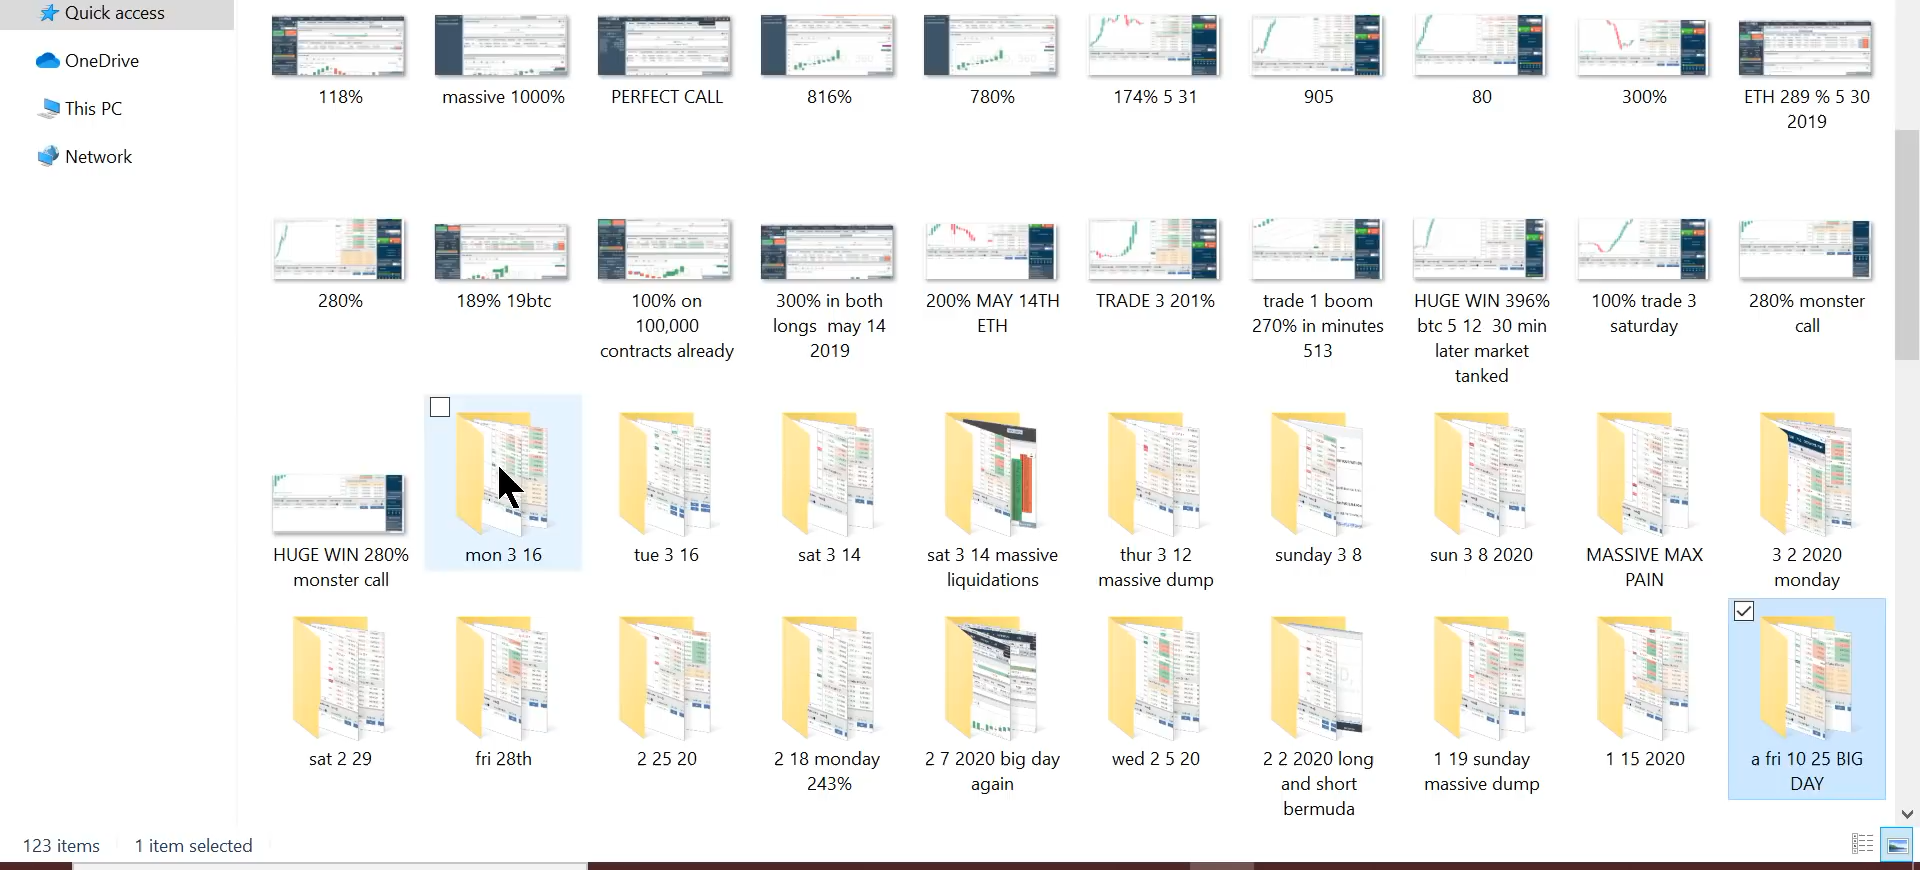 Quick access
OneDrive
This PC
Network
118%
massive 1000%
PERFECT CALL
816%
780%
174% 5 31
905
80
300%
ETH 289 % 5 30
2019
280%
189% 19btc
100% on
100,000
contracts already
300% in both
longs  may 14
2019
200% MAY 14TH
ETH
TRADE 3 201%
trade 1 boom
270% in minutes
513
HUGE WIN 396%
btc 5 12  30 min
later market
tanked
100% trade 3
saturday
280% monster
call
HUGE WIN 280%
monster call
mon 3 16
tue 3 16
sat 3 14
sat 3 14 massive
liquidations
thur 3 12
massive dump
sunday 3 8
sun 3 8 2020
MASSIVE MAX
PAIN
3 2 2020
monday
sat 2 29
fri 28th
2 25 20
2 18 monday
243%
2 7 2020 big day
again
wed 2 5 20
2 2 2020 long
and short
bermuda
1 19 sunday
massive dump
1 15 2020
a fri 10 25 BIG
DAY
123 items
1 item selected